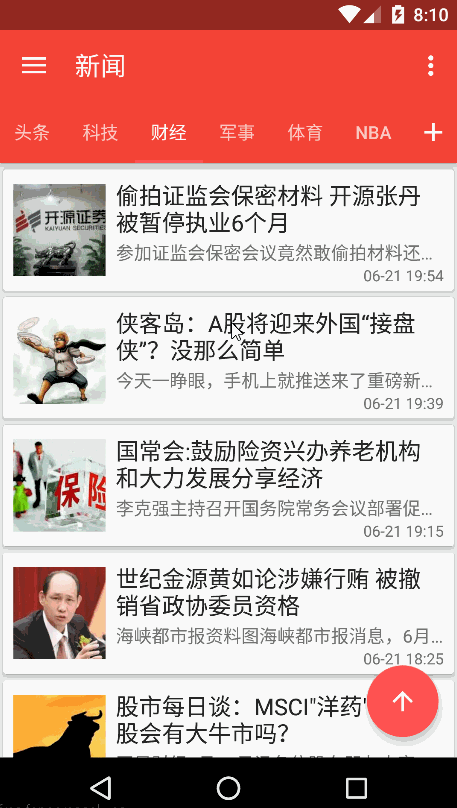 8:10
新闻
头条 科技 财经 军事 体育 NBA
开源证券
KAIYUAN SECURITIES
偷拍证监会保密材料 开源张丹
被暂停执业6个月
参加证监会保密会议竟然敢偷拍材料还...
06-21 19:54
侠客岛：A股将迎来外国“接盘
侠”？没那么简单
今天一睁眼，手机上就推送来了重磅新...
06-21 19:39
保险
国常会:鼓励险资兴办养老机构
和大力发展分享经济
李克强主持召开国务院常务会议部署促...
06-21 19:15
世纪金源黄如论涉嫌行贿 被撤
销省政协委员资格
海峡都市报资料图海峡都市报消息，6月...
06-21 18:25
股市每日谈：MSCI"洋药"
股会有大牛市吗?